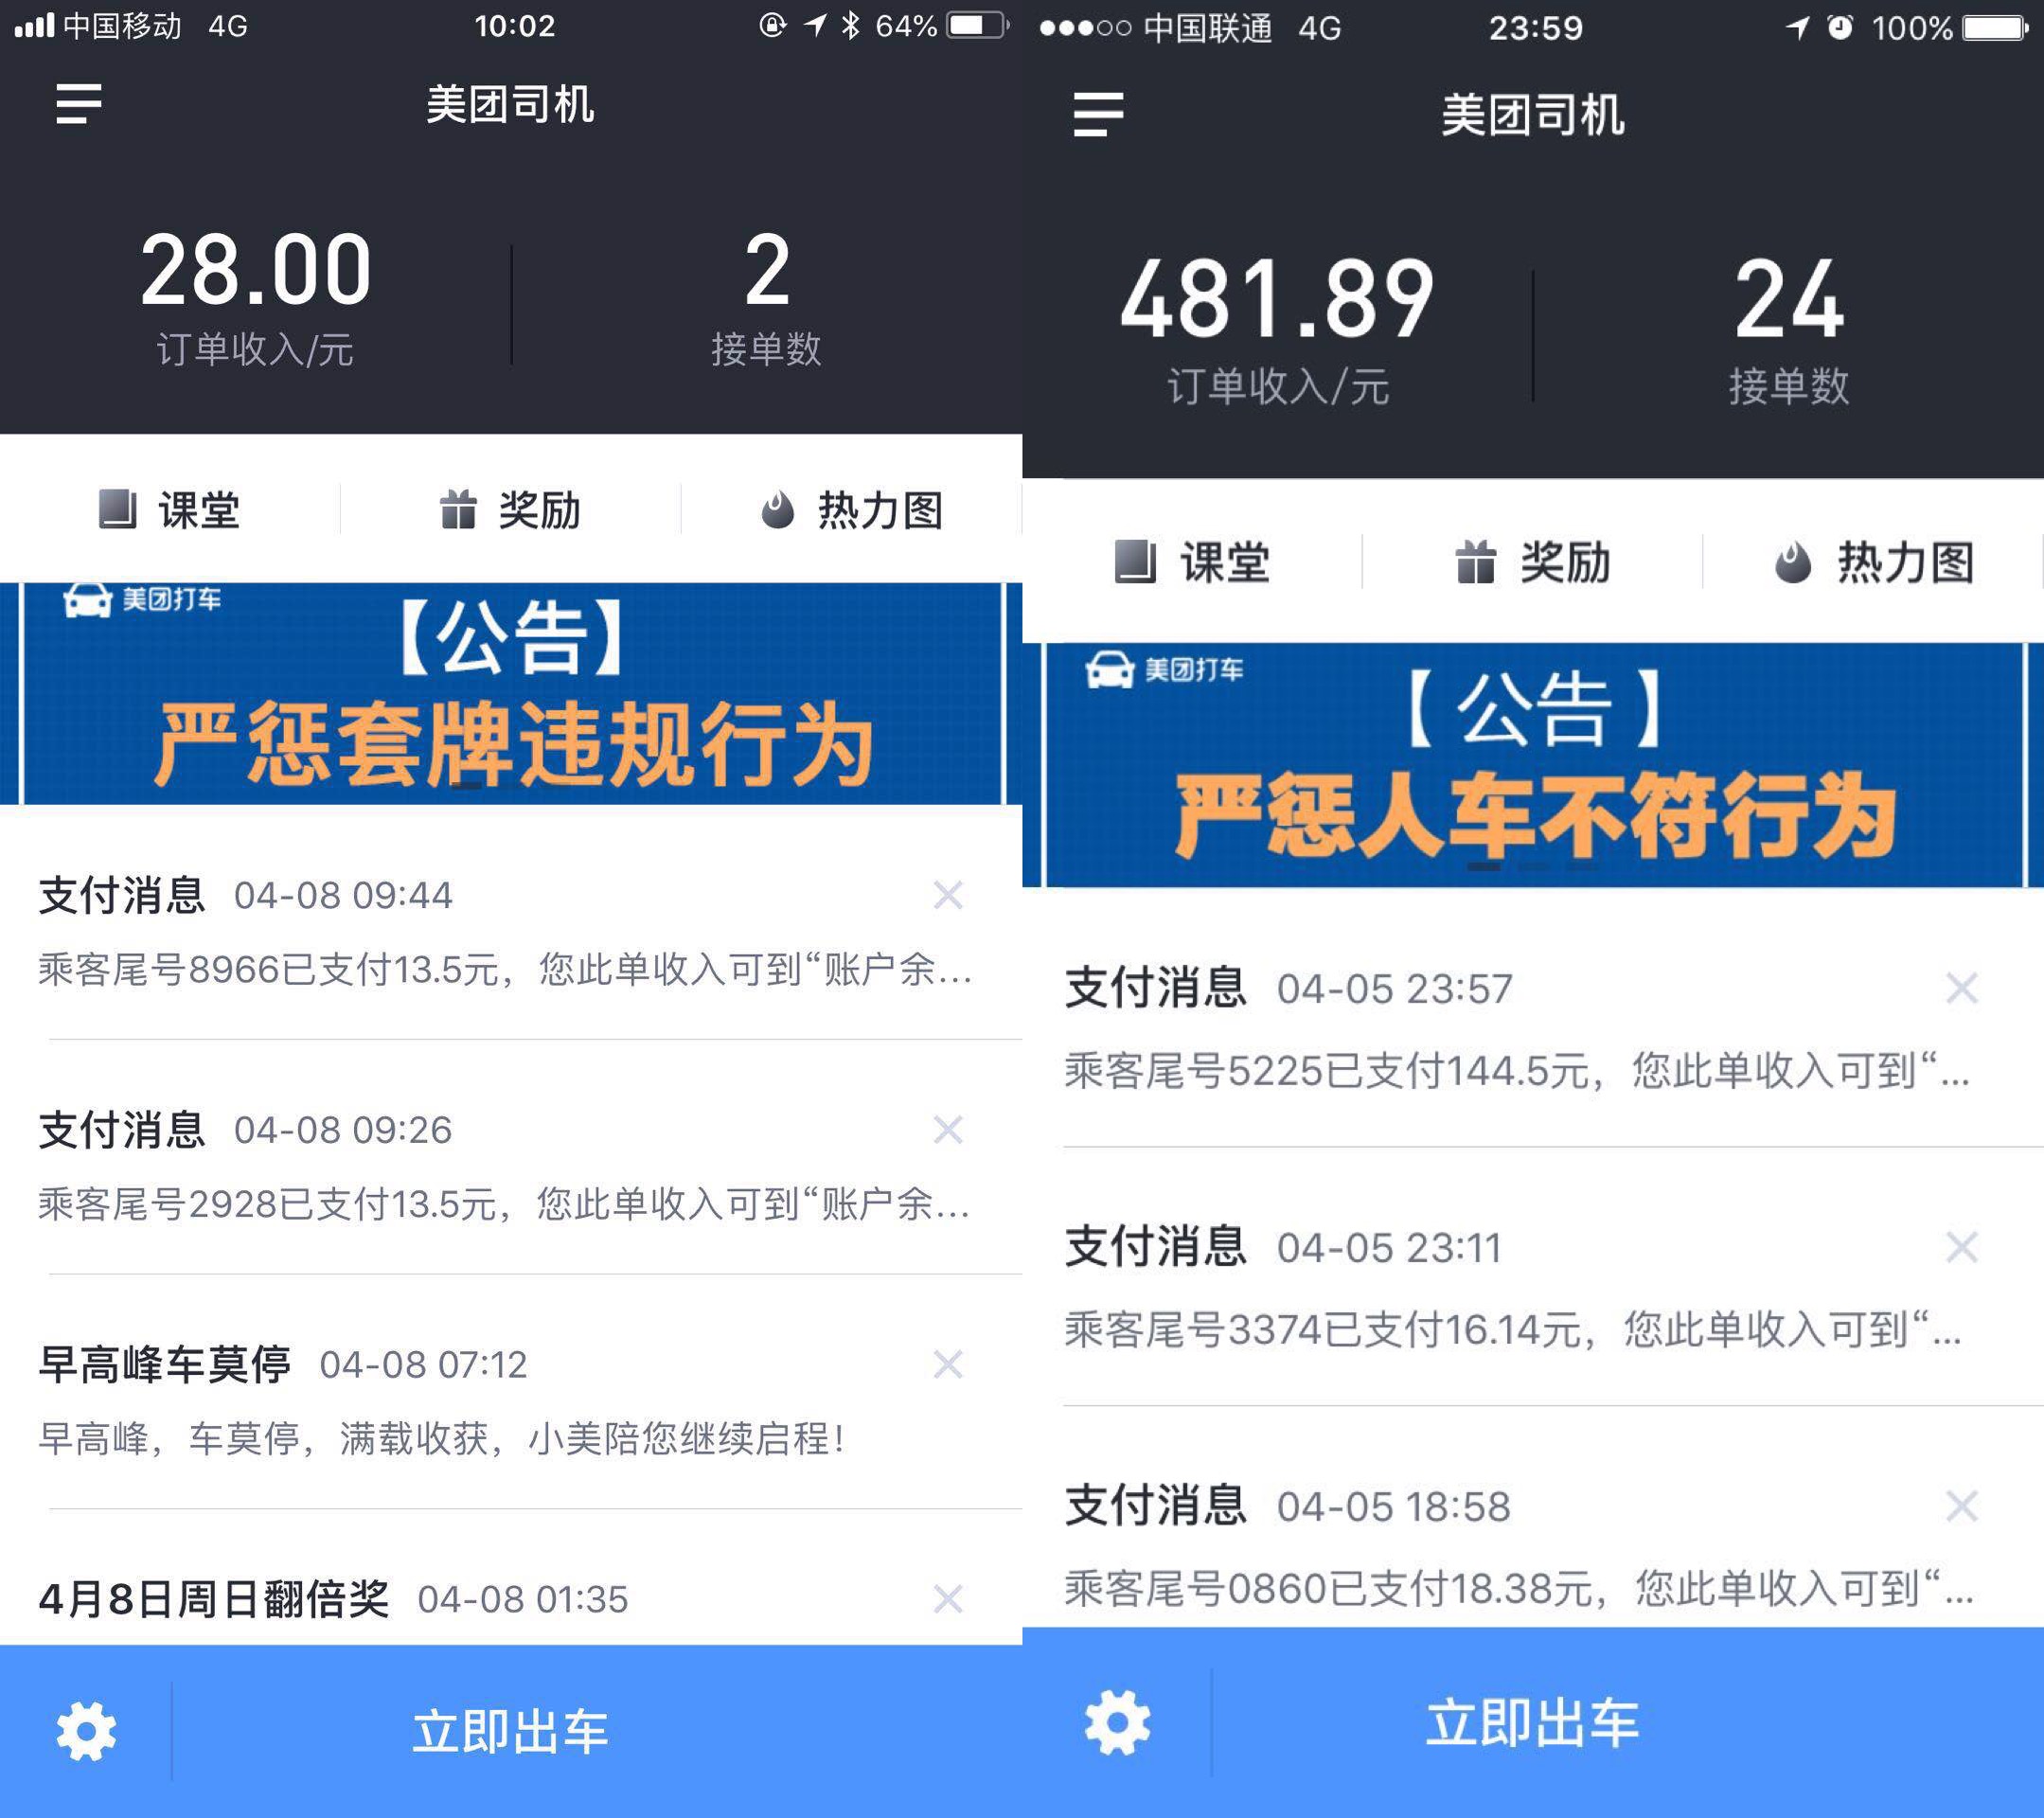 中国移动 4G 10:02 64%
美团司机
28.00 2
订单收入/元 接单数
课堂 奖励 热力图
美团打车
【公告】
严惩套牌违规行为
支付消息 04-08 09:44
乘客尾号8966已支付13.5元，您此单收入可到“账户余...
支付消息 04-08 09:26
乘客尾号2928已支付13.5元，您此单收入可到“账户余...
早高峰车莫停 04-08 07:12
早高峰，车莫停，满载收获，小美陪您继续启程！
4月8日周日翻倍奖 04-08 01:35
立即出车
中国联通 4G 23:59 100%
美团司机
481.89 24
订单收入/元 接单数
课堂 奖励 热力图
美团打车
【公告】
严惩人车不符行为
支付消息 04-05 23:57
乘客尾号5225已支付144.5元，您此单收入可到“...
支付消息 04-05 23:11
乘客尾号3374已支付16.14元，您此单收入可到“...
支付消息 04-05 18:58
乘客尾号0860已支付18.38元，您此单收入可到“...
立即出车